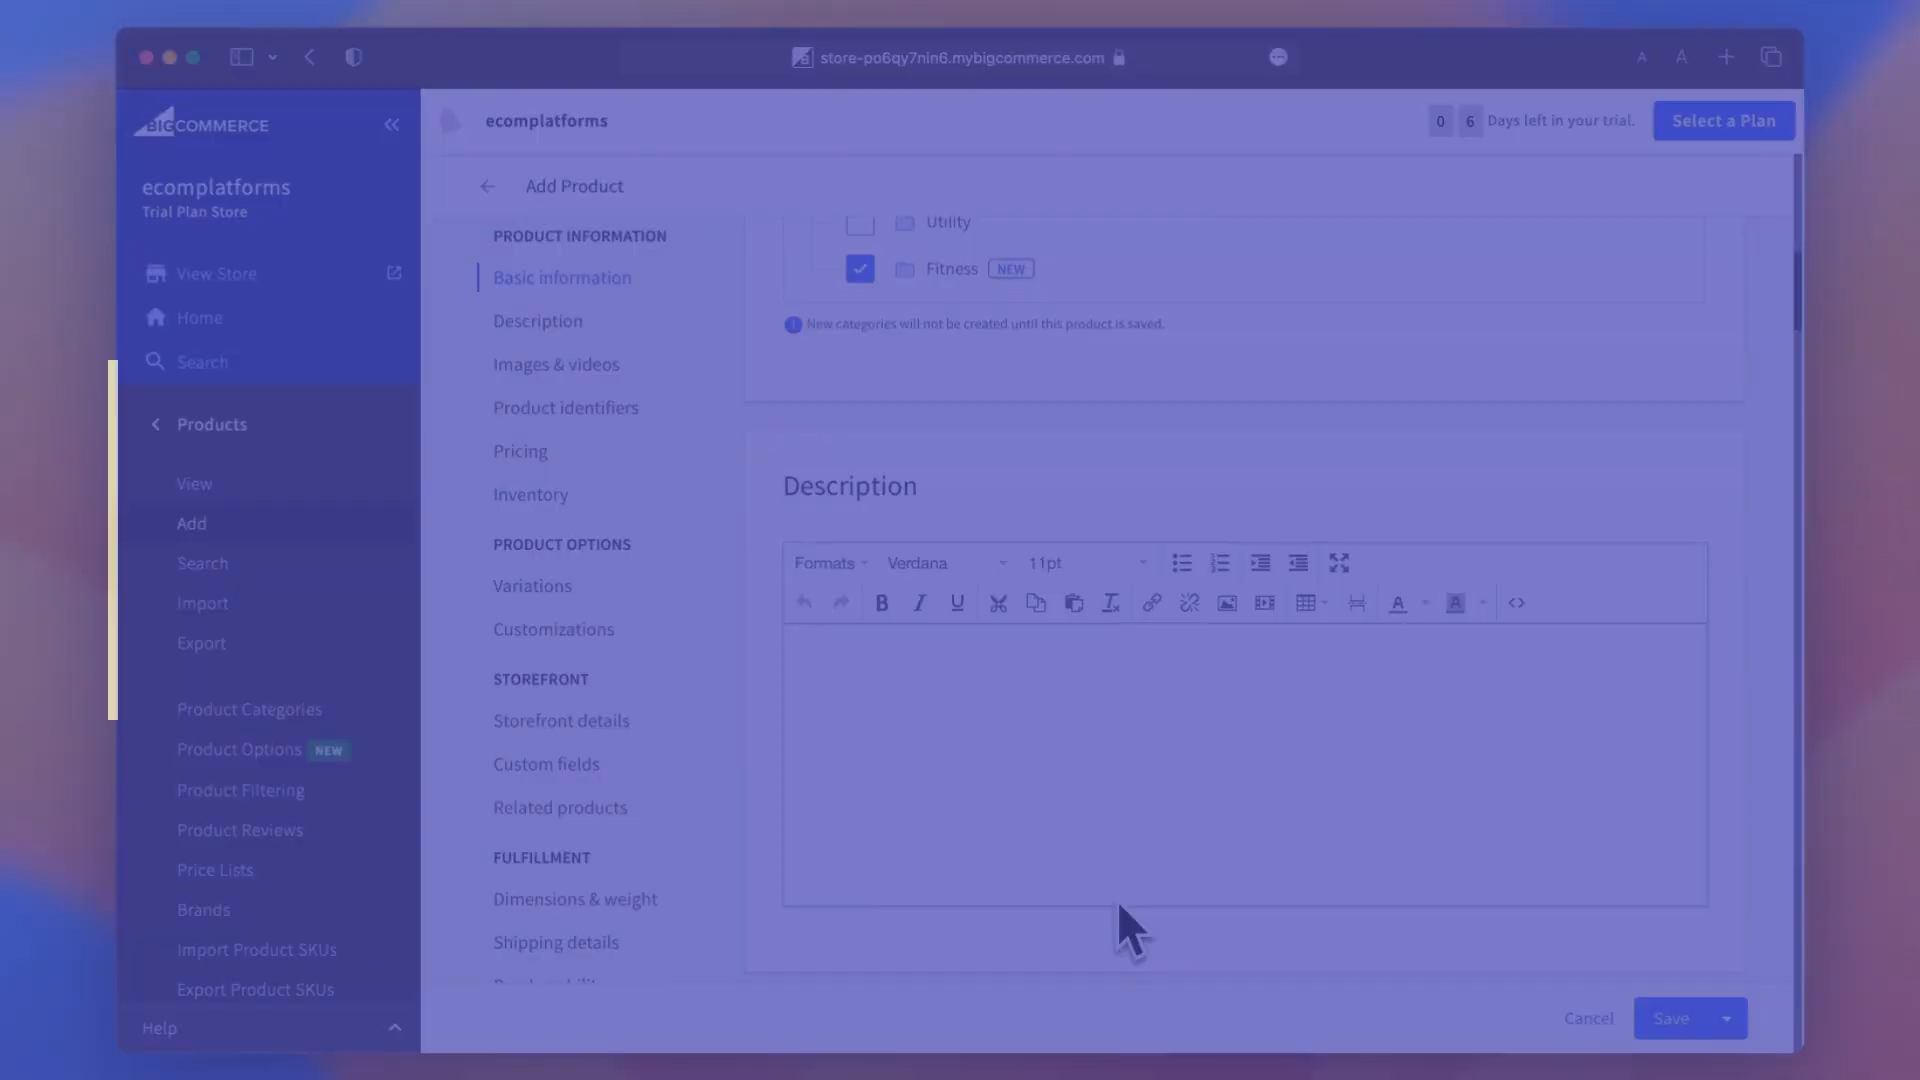 store-po6qy7nin6.mybigcommerce.com
A A
BIGCOMMERCE
ecomplatforms
Trial Plan Store
View Store
Home
Search
Products
View
Add
Search
Import
Export
Product Categories
Product Options NEW
Product Filtering
Product Reviews
Price Lists
Brands
Import Product SKUs
Export Product SKUs
Help
ecomplatforms
0 6 Days left in your trial.
Select a Plan
Add Product
PRODUCT INFORMATION
Basic information
Description
Images & videos
Product identifiers
Pricing
Inventory
PRODUCT OPTIONS
Variations
Customizations
STOREFRONT
Storefront details
Custom fields
Related products
FULFILLMENT
Dimensions & weight
Shipping details
Utility
Fitness NEW
New categories will not be created until this product is saved.
Description
Formats Verdana 11pt
B I U A A
Cancel
Save